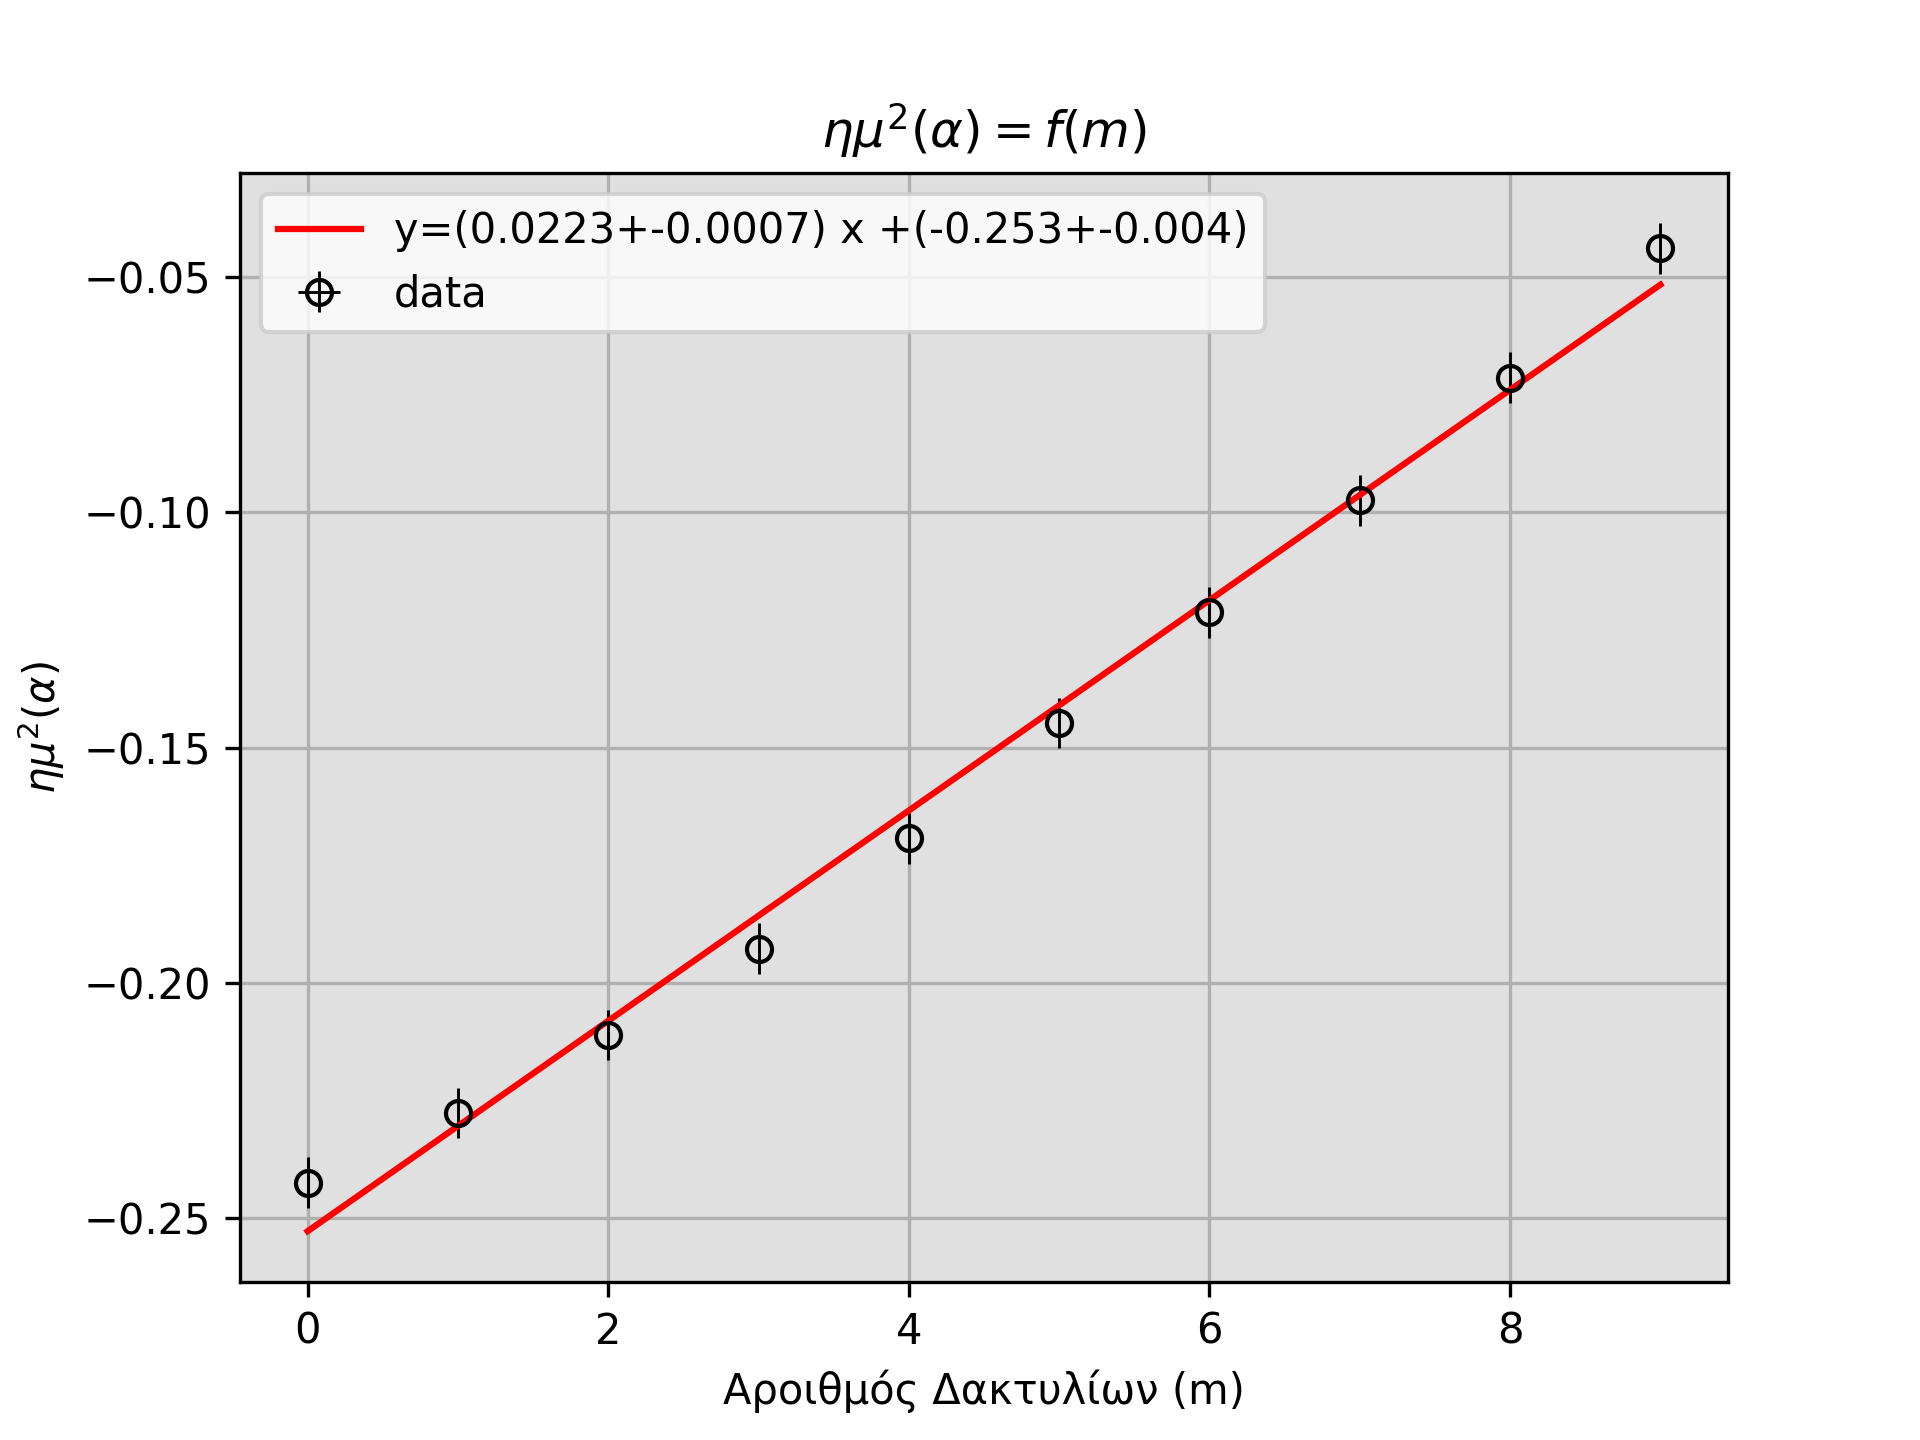 ημ²(α) = f(m)
y=(0.0223+-0.0007) x +(-0.253+-0.004)
data
ημ²(α)
−0.05
−0.10
−0.15
−0.20
−0.25
0 2 4 6 8
Αροιθμός Δακτυλίων (m)